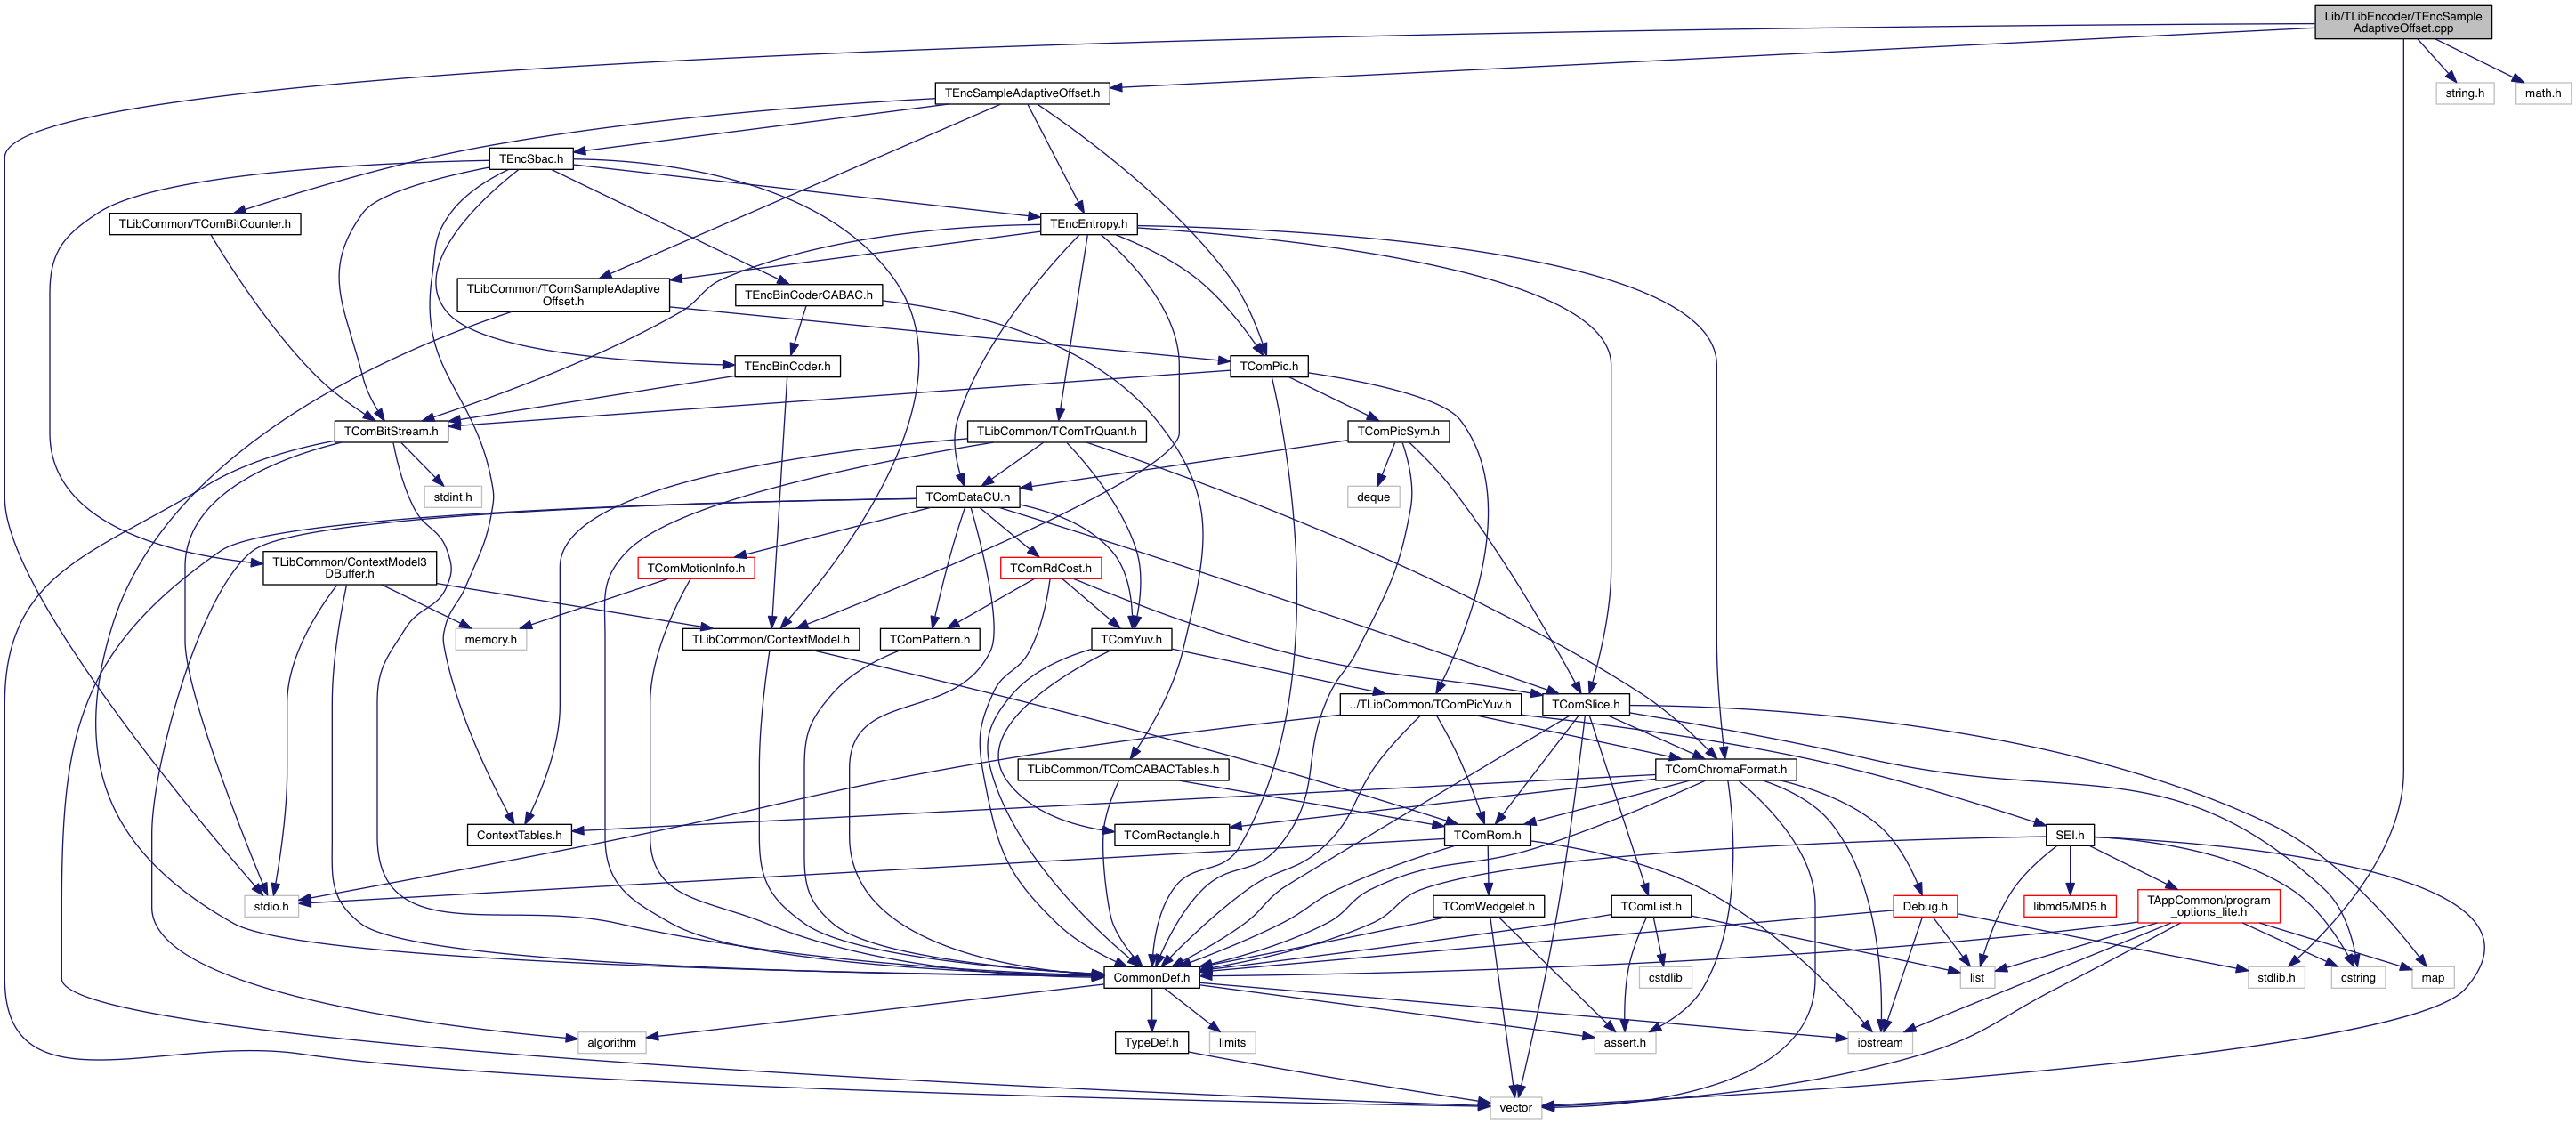 Lib/TLibEncoder/TEncSample
AdaptiveOffset.cpp
TEncSampleAdaptiveOffset.h
string.h
math.h
TEncSbac.h
TLibCommon/TComBitCounter.h
TEncEntropy.h
TLibCommon/TComSampleAdaptive
Offset.h
TEncBinCoderCABAC.h
TEncBinCoder.h
TComPic.h
TComBitStream.h
TLibCommon/TComTrQuant.h
TComPicSym.h
stdint.h
TComDataCU.h
deque
TLibCommon/ContextModel3
DBuffer.h
TComMotionInfo.h
TComRdCost.h
memory.h
TLibCommon/ContextModel.h
TComPattern.h
TComYuv.h
../TLibCommon/TComPicYuv.h
TComSlice.h
TLibCommon/TComCABACTables.h
TComChromaFormat.h
ContextTables.h
TComRectangle.h
TComRom.h
SEI.h
stdio.h
TComWedgelet.h
TComList.h
Debug.h
libmd5/MD5.h
TAppCommon/program
_options_lite.h
CommonDef.h
cstdlib
list
stdlib.h
cstring
map
algorithm
TypeDef.h
limits
assert.h
iostream
vector